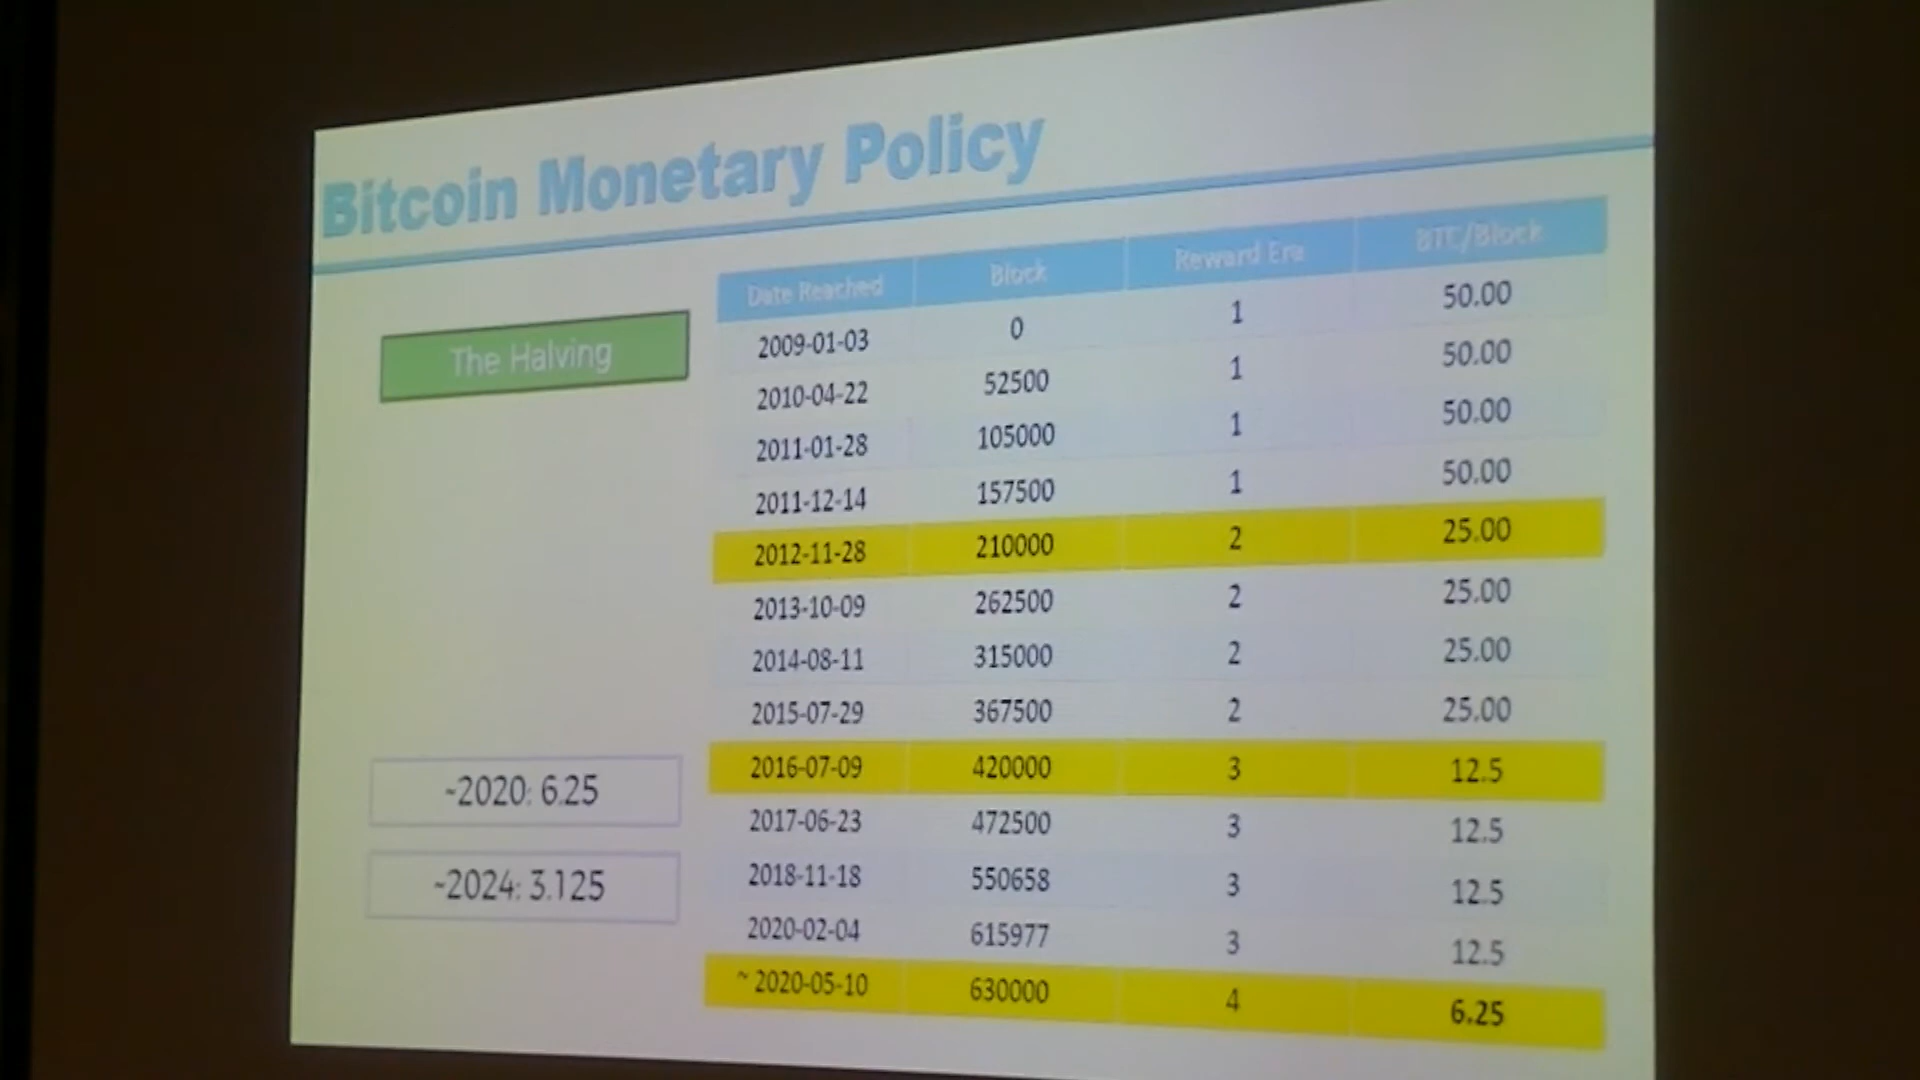 Bitcoin Monetary Policy
The Halving
~2020: 6.25
~2024: 3.125
Date Reached Block Reward Era BTC/Block
2009-01-03 0 1 50.00
2010-04-22 52500 1 50.00
2011-01-28 105000 1 50.00
2011-12-14 157500 1 50.00
2012-11-28 210000 2 25.00
2013-10-09 262500 2 25.00
2014-08-11 315000 2 25.00
2015-07-29 367500 2 25.00
2016-07-09 420000 3 12.5
2017-06-23 472500 3 12.5
2018-11-18 550658 3 12.5
2020-02-04 615977 3 12.5
~ 2020-05-10 630000 4 6.25